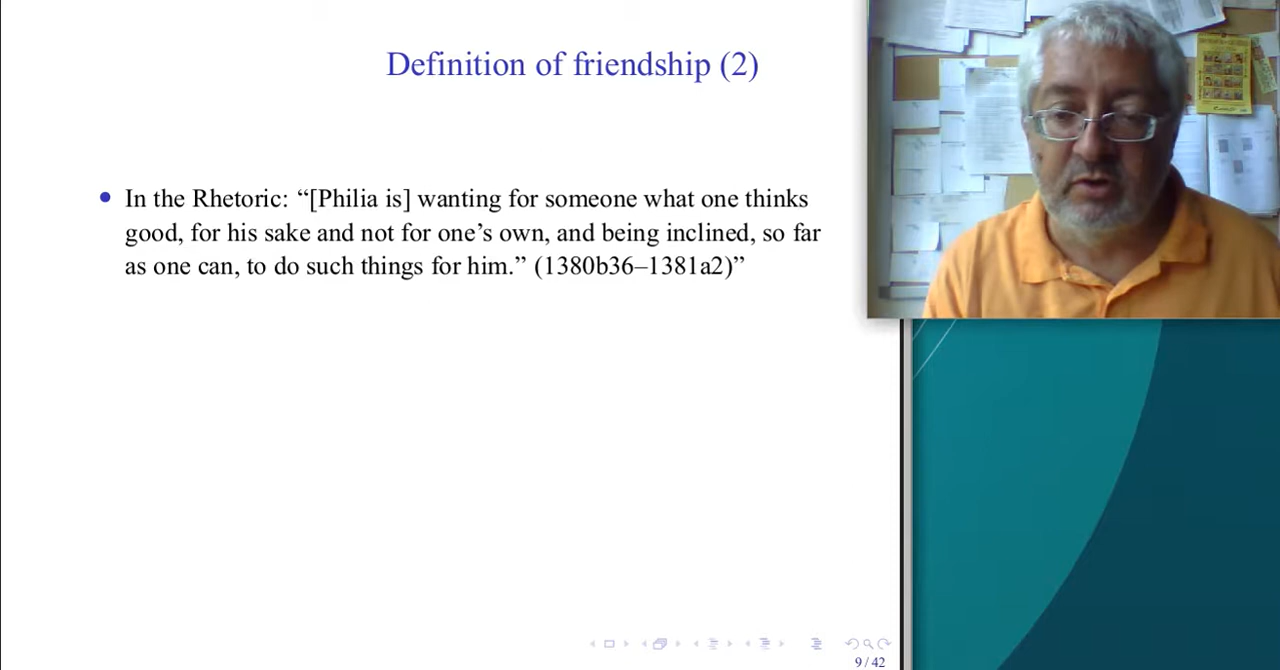 Definition of friendship (2)
In the Rhetoric: “[Philia is] wanting for someone what one thinks
good, for his sake and not for one’s own, and being inclined, so far
as one can, to do such things for him.” (1380b36–1381a2)”
9 / 42